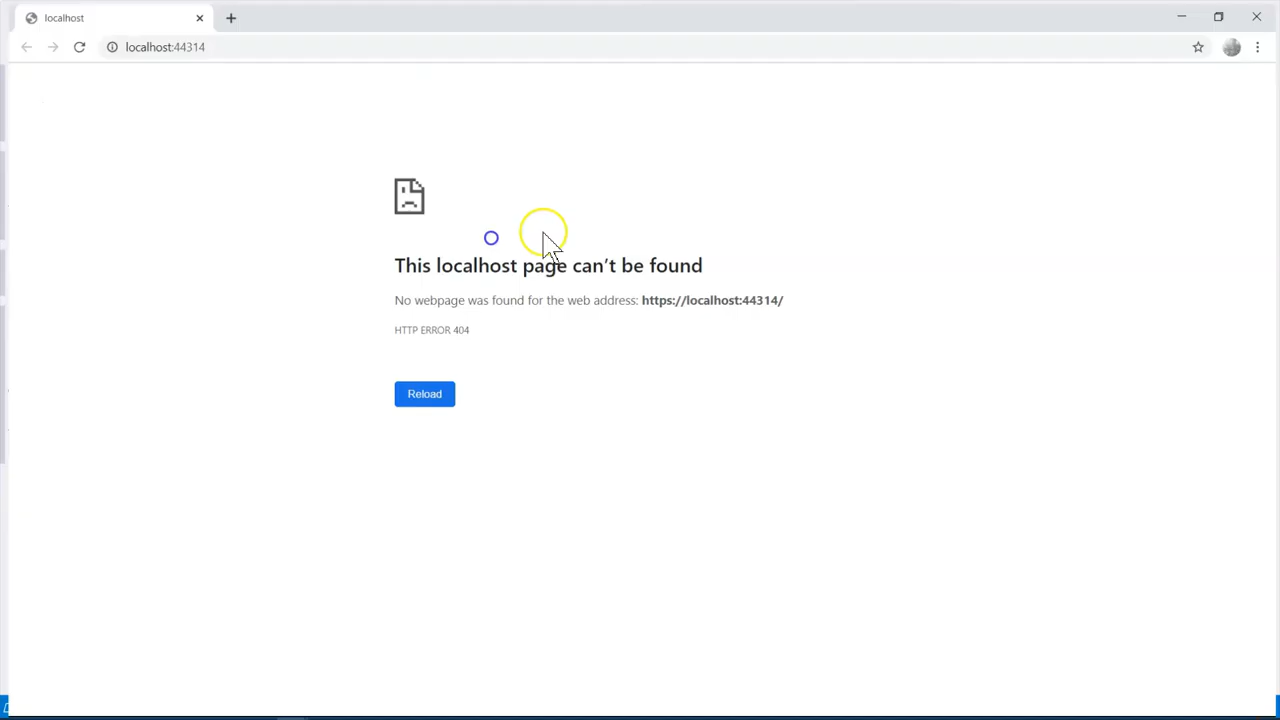 localhost
localhost:44314
This localhost page can't be found
No webpage was found for the web address: https://localhost:44314/
HTTP ERROR 404
Reload